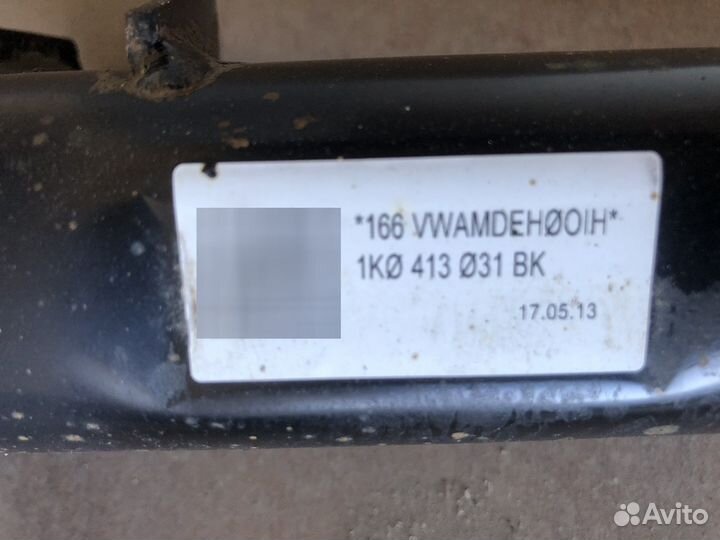 *166 VWAMDEHØOIH*
1KØ 413 Ø31 BK
17.05.13
Avito